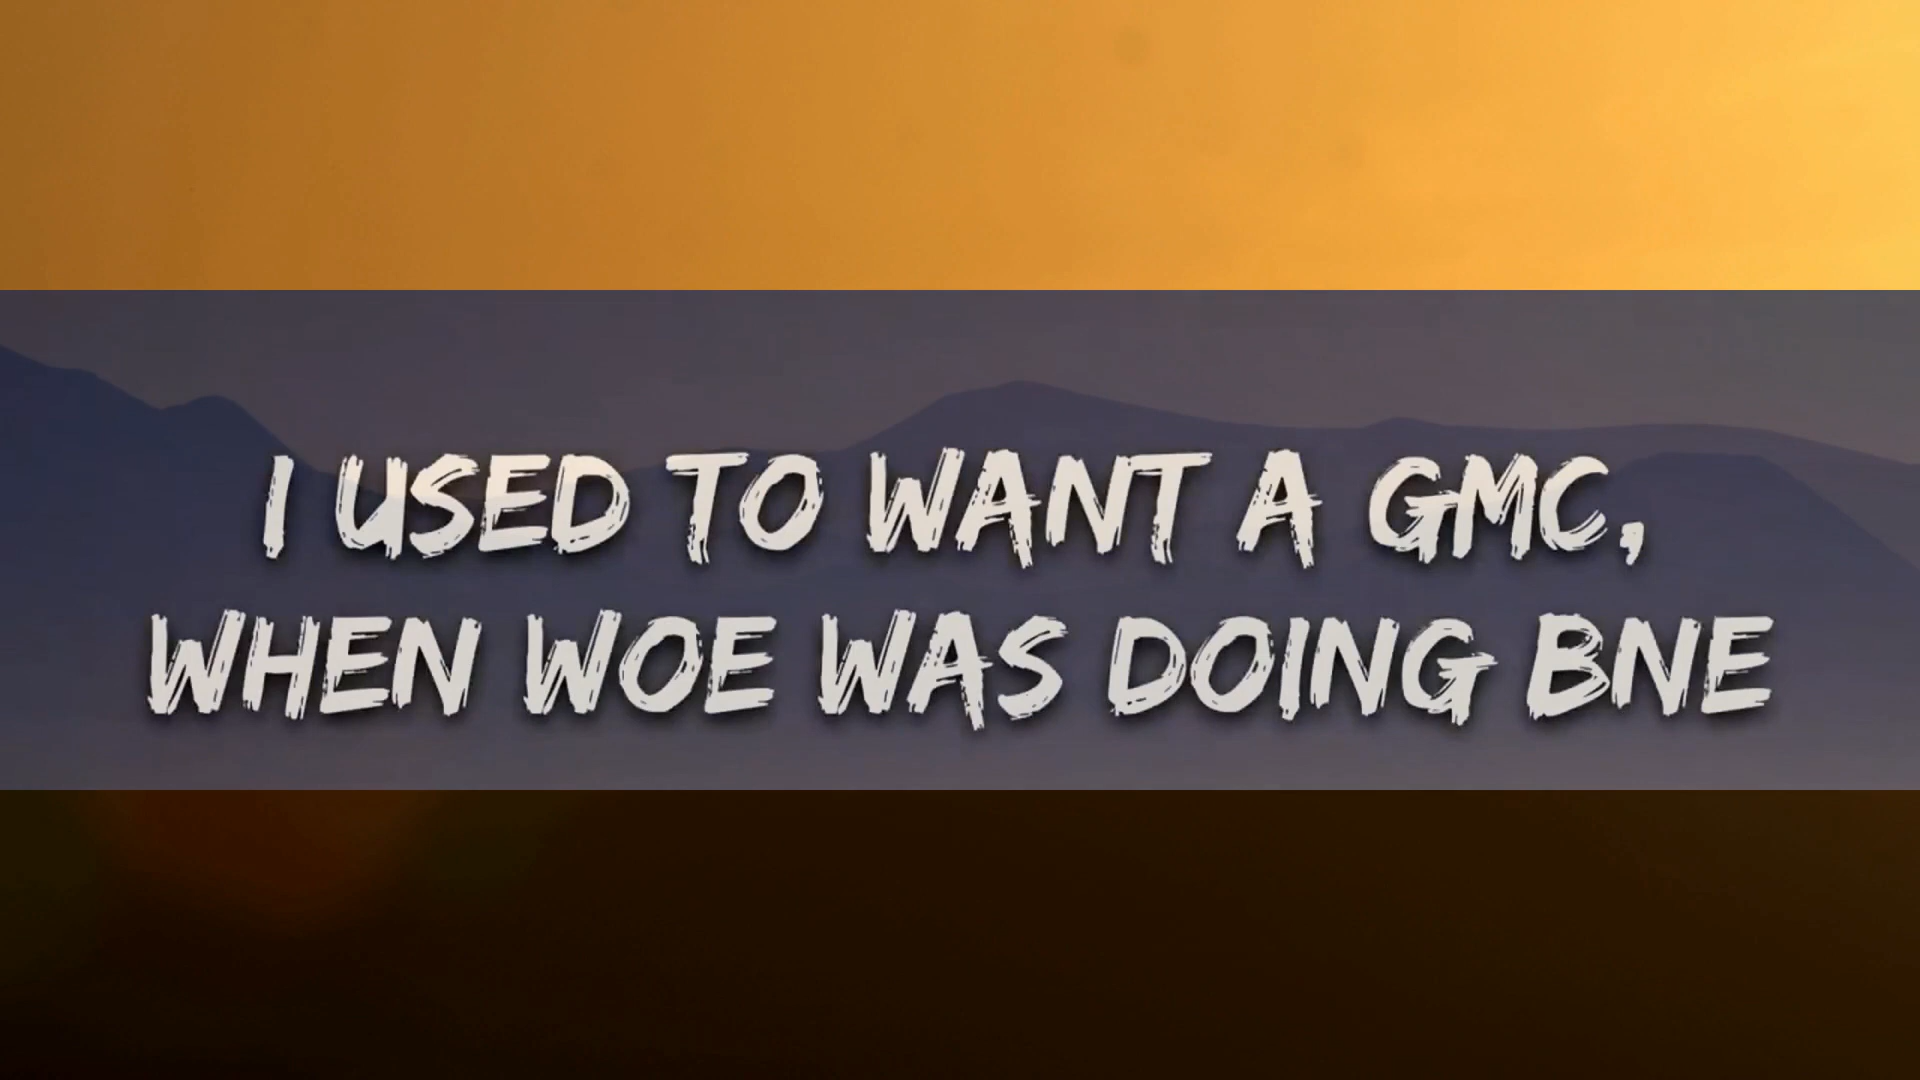 I USED TO WANT A GMC,
WHEN WOE WAS DOING BNE